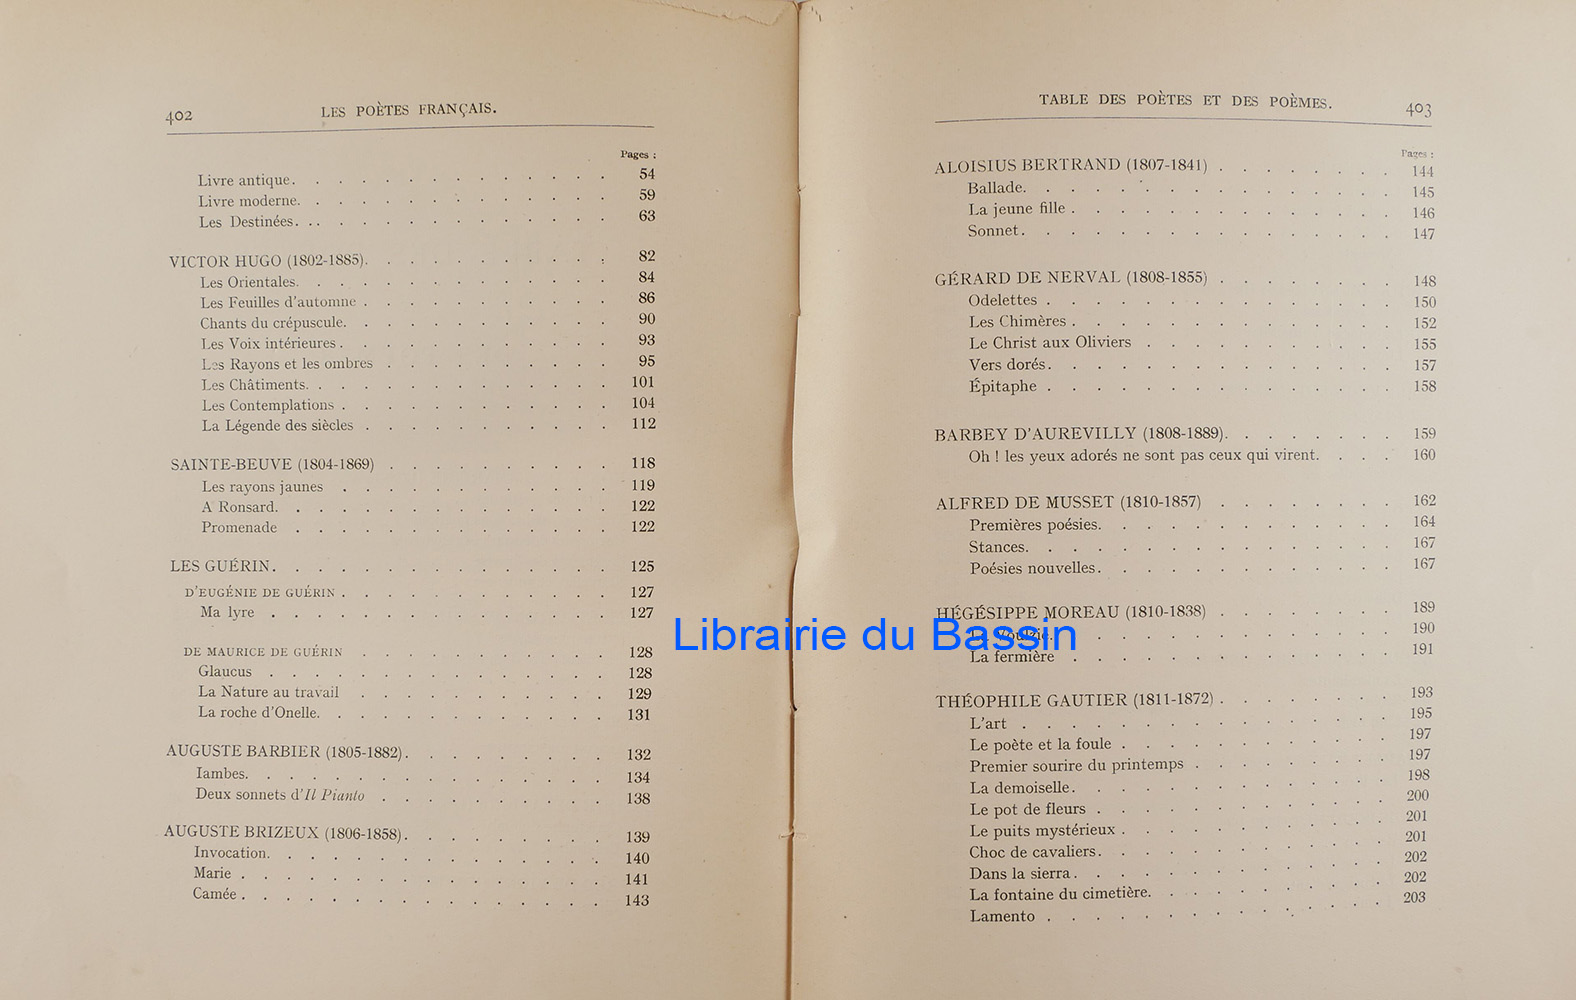 402 LES POÈTES FRANÇAIS.
Pages :
Livre antique. 54
Livre moderne. 59
Les Destinées. 63
VICTOR HUGO (1802-1885). 82
Les Orientales. 84
Les Feuilles d'automne . 86
Chants du crépuscule. 90
Les Voix intérieures . 93
Les Rayons et les ombres . 95
Les Châtiments. 101
Les Contemplations . 104
La Légende des siècles . 112
SAINTE-BEUVE (1804-1869) . 118
Les rayons jaunes . 119
A Ronsard. 122
Promenade . 122
LES GUÉRIN. 125
D'EUGÉNIE DE GUÉRIN . 127
Ma lyre . 127
DE MAURICE DE GUÉRIN . 128
Glaucus . 128
La Nature au travail . 129
La roche d'Onelle. 131
AUGUSTE BARBIER (1805-1882). 132
Iambes. 134
Deux sonnets d'Il Pianto . 138
AUGUSTE BRIZEUX (1806-1858). 139
Invocation. 140
Marie . 141
Camée . 143
TABLE DES POÈTES ET DES POÈMES. 403
Pages :
ALOISIUS BERTRAND (1807-1841) . 144
Ballade. 145
La jeune fille . 146
Sonnet. 147
GÉRARD DE NERVAL (1808-1855) . 148
Odelettes . 150
Les Chimères . 152
Le Christ aux Oliviers . 155
Vers dorés. 157
Épitaphe . 158
BARBEY D'AUREVILLY (1808-1889). 159
Oh ! les yeux adorés ne sont pas ceux qui virent. 160
ALFRED DE MUSSET (1810-1857) . 162
Premières poésies. 164
Stances. 167
Poésies nouvelles. 167
HÉGÉSIPPE MOREAU (1810-1838) . 189
La Voulzie. 190
La fermière . 191
THÉOPHILE GAUTIER (1811-1872) . 193
L'art . 195
Le poète et la foule . 197
Premier sourire du printemps . 197
La demoiselle. 198
Le pot de fleurs . 200
Le puits mystérieux . 201
Choc de cavaliers. 201
Dans la sierra. 202
La fontaine du cimetière. 202
Lamento . 203
Librairie du Bassin